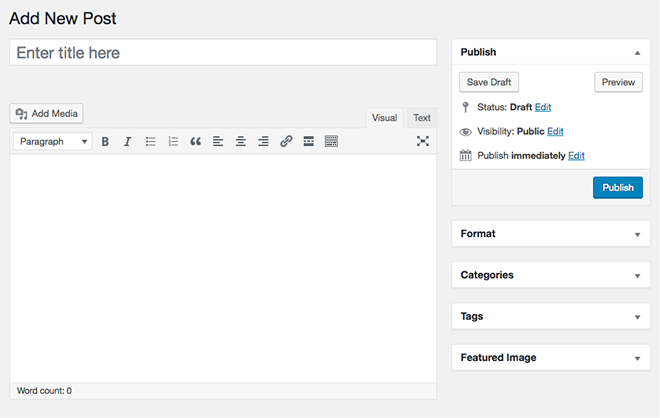 Add New Post
Enter title here
Add Media
Visual
Text
Paragraph
B
I
Word count: 0
Publish
Save Draft
Preview
Status: Draft Edit
Visibility: Public Edit
Publish immediately Edit
Publish
Format
Categories
Tags
Featured Image